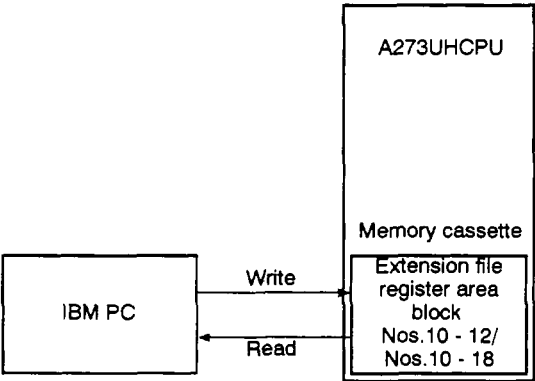 A273UHCPU
Memory cassette
Extension file
register area
block
Nos.10 - 12/
Nos.10 - 18
IBM PC
Write
Read